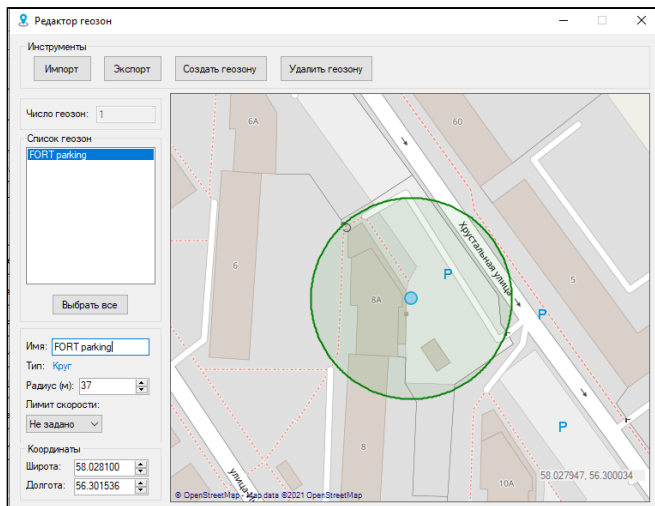 Редактор геозон
Инструменты
Импорт Экспорт Создать геозону Удалить геозону
Число геозон: 1
Список геозон
FORT parking
Выбрать все
Имя: FORT parking
Тип: Круг
Радиус (м): 37
Лимит скорости:
Не задано
Координаты
Широта: 58.028100
Долгота: 56.301536
6А
60
6
Хрустальная улица
P
5
8А
P
P
8
10А
улица
58.027947, 56.300034
© OpenStreetMap - Map data ©2021 OpenStreetMap